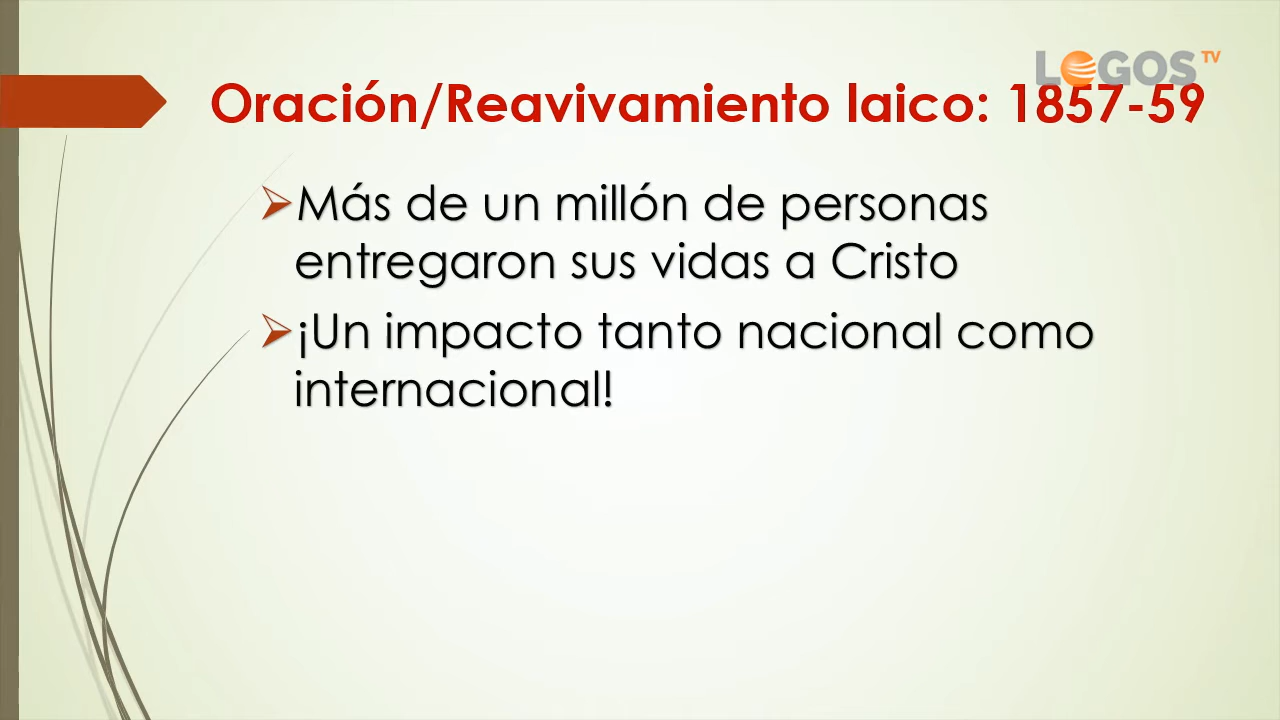 LOGOS TV
Oración/Reavivamiento laico: 1857-59
Más de un millón de personas
entregaron sus vidas a Cristo
¡Un impacto tanto nacional como
internacional!